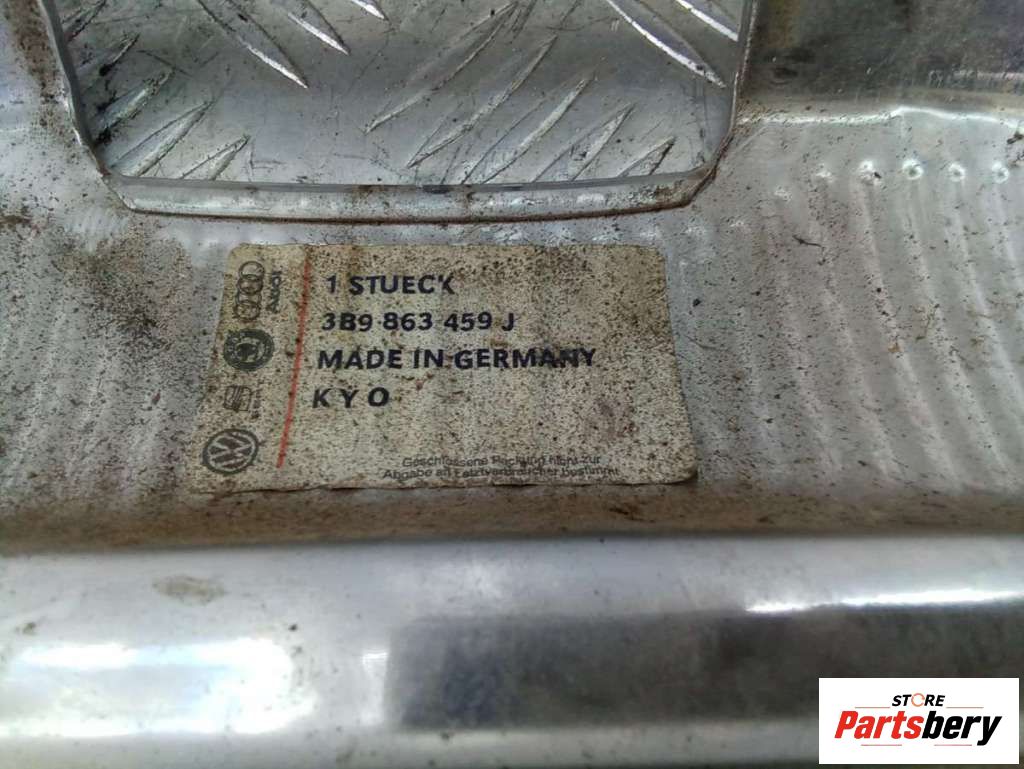 1 STUECK
3B9 863 459 J
MADE IN GERMANY
K Y O
Audi
Geschlossene Packung nicht zur
Abgabe an Letztverbraucher bestimmt
STORE
Partsbery